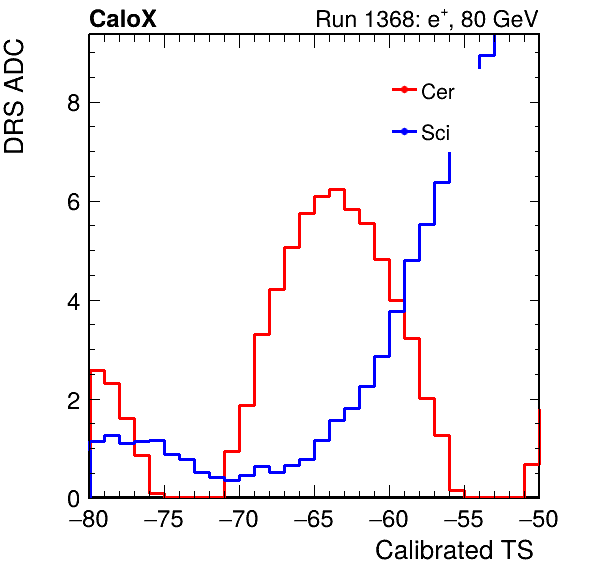 CaloX Run 1368: e⁺, 80 GeV
DRS ADC
Cer
Sci
8
6
4
2
0
−80 −75 −70 −65 −60 −55 −50
Calibrated TS